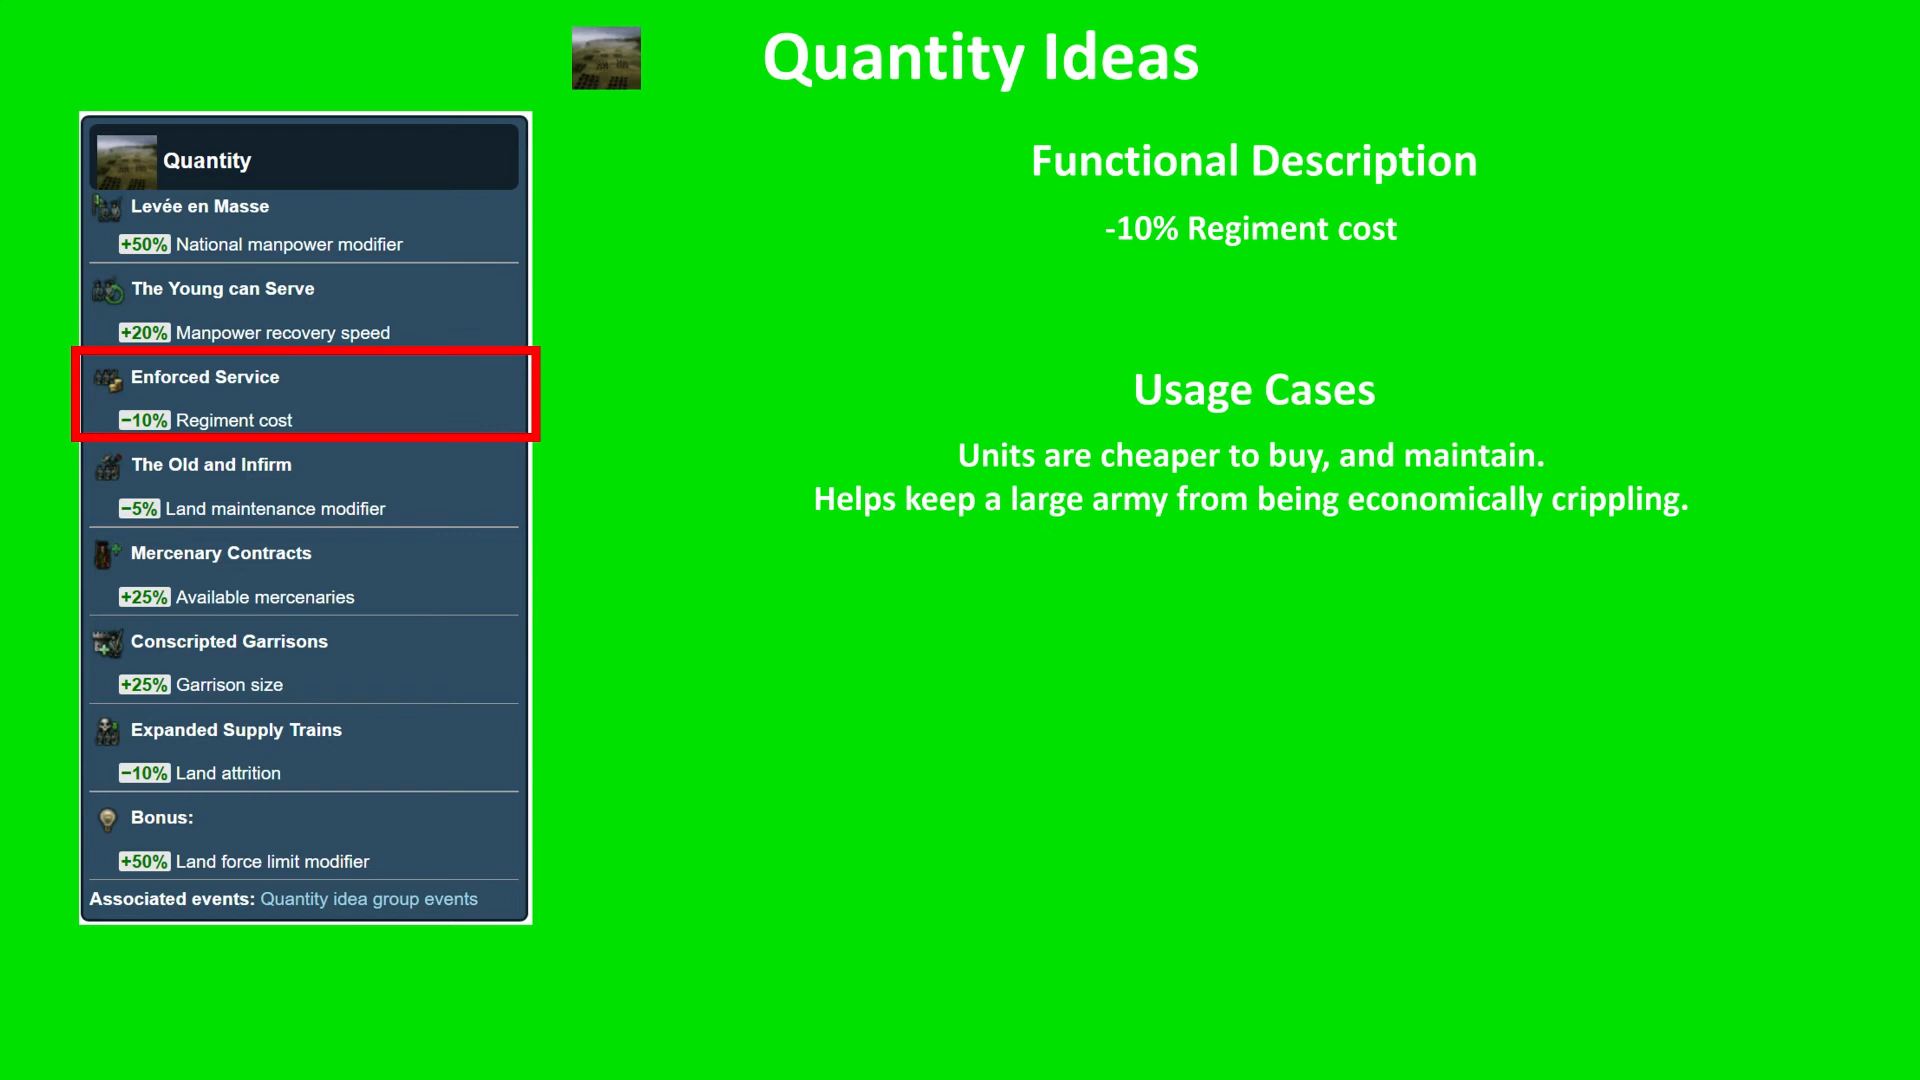 Quantity Ideas
Quantity
Levée en Masse
+50% National manpower modifier
The Young can Serve
+20% Manpower recovery speed
Enforced Service
−10% Regiment cost
The Old and Infirm
−5% Land maintenance modifier
Mercenary Contracts
+25% Available mercenaries
Conscripted Garrisons
+25% Garrison size
Expanded Supply Trains
−10% Land attrition
Bonus:
+50% Land force limit modifier
Associated events: Quantity idea group events
Functional Description
-10% Regiment cost
Usage Cases
Units are cheaper to buy, and maintain.
Helps keep a large army from being economically crippling.